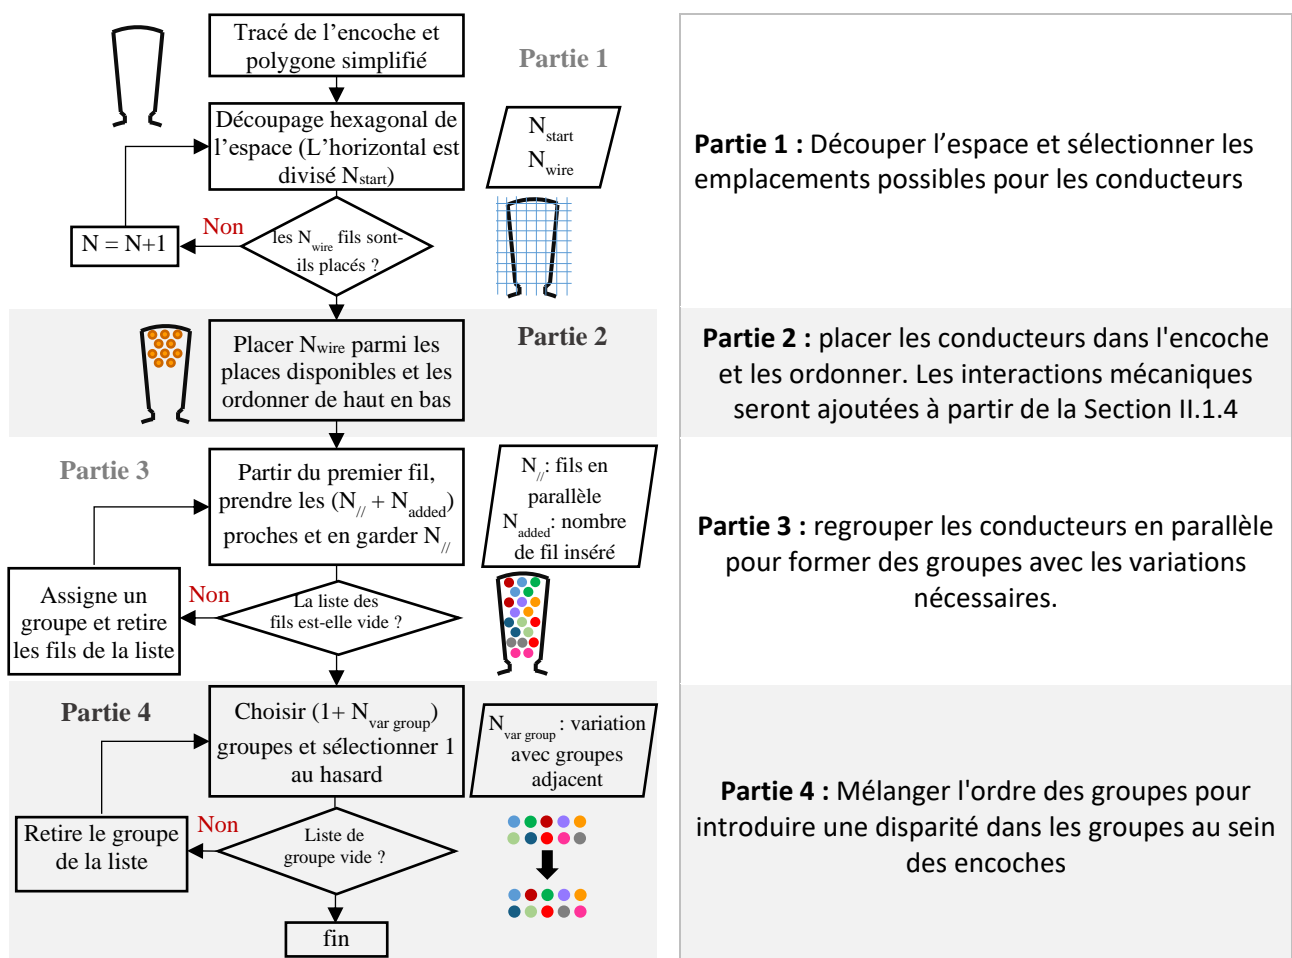 Tracé de l'encoche et
polygone simplifié
Partie 1
Découpage hexagonal de
l'espace (L'horizontal est
divisé Nstart)
N start
N wire
Non
N = N+1
les N wire fils sont-
ils placés ?
Partie 1 : Découper l'espace et sélectionner les
emplacements possibles pour les conducteurs
Partie 2
Placer Nwire parmi les
places disponibles et les
ordonner de haut en bas
Partie 2 : placer les conducteurs dans l'encoche
et les ordonner. Les interactions mécaniques
seront ajoutées à partir de la Section II.1.4
Partie 3
Partir du premier fil,
prendre les (N// + Nadded)
proches et en garder N//
N//: fils en
parallèle
Nadded: nombre
de fil inséré
Assigne un
groupe et retire
les fils de la liste
Non
La liste des
fils est-elle vide ?
Partie 3 : regrouper les conducteurs en parallèle
pour former des groupes avec les variations
nécessaires.
Partie 4
Choisir (1+ Nvar group)
groupes et sélectionner 1
au hasard
Nvar group : variation
avec groupes
adjacent
Retire le groupe
de la liste
Non
Liste de
groupe vide ?
fin
Partie 4 : Mélanger l'ordre des groupes pour
introduire une disparité dans les groupes au sein
des encoches